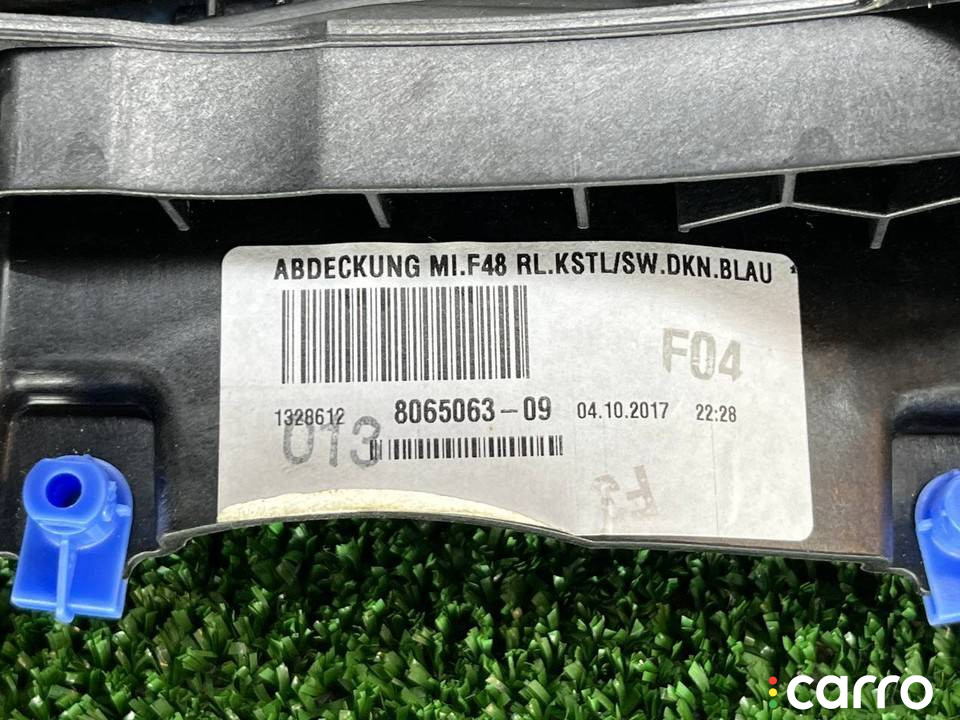 ABDECKUNG MI.F48 RL.KSTL/SW.DKN.BLAU *
F04
1328612 8065063-09 04.10.2017 22:28
013
carro